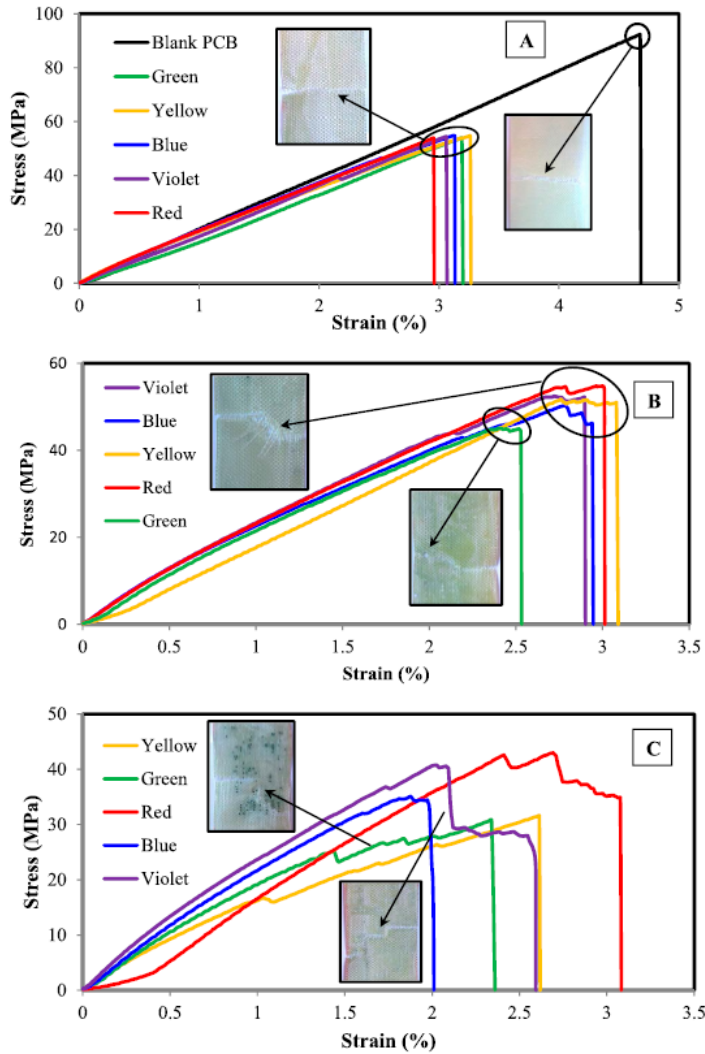 100
80
60
40
20
0
Stress (MPa)
Blank PCB
Green
Yellow
Blue
Violet
Red
A
0 1 2 3 4 5
Strain (%)
60
40
20
0
Stress (MPa)
Violet
Blue
Yellow
Red
Green
B
0 0.5 1 1.5 2 2.5 3 3.5
Strain (%)
50
40
30
20
10
0
Stress (MPa)
Yellow
Green
Red
Blue
Violet
C
0 0.5 1 1.5 2 2.5 3 3.5
Strain (%)